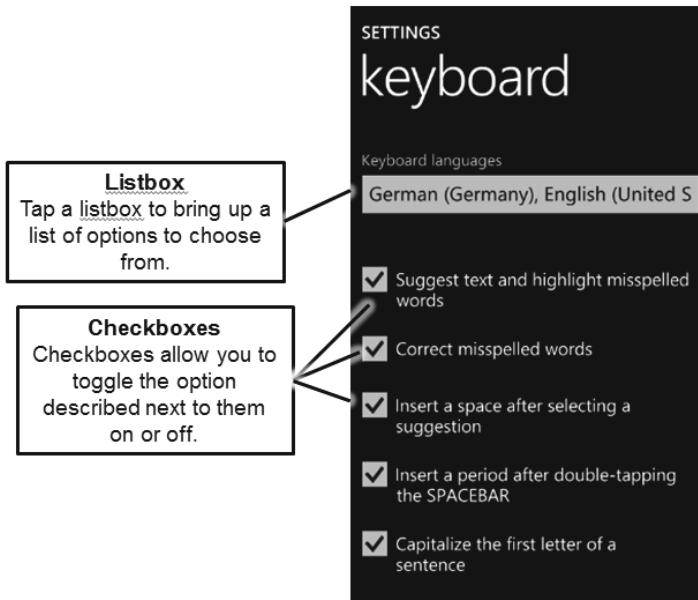 SETTINGS
keyboard
Keyboard languages
German (Germany), English (United S
Listbox
Tap a listbox to bring up a
list of options to choose
from.
Suggest text and highlight misspelled
words
Checkboxes
Checkboxes allow you to
toggle the option
described next to them
on or off.
Correct misspelled words
Insert a space after selecting a
suggestion
Insert a period after double-tapping
the SPACEBAR
Capitalize the first letter of a
sentence